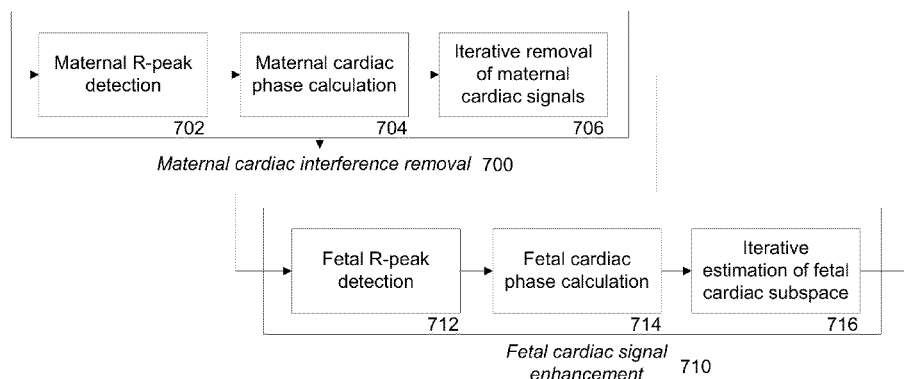 Maternal R-peak
detection
702
Maternal cardiac
phase calculation
704
Iterative removal
of maternal
cardiac signals
706
Maternal cardiac interference removal 700
Fetal R-peak
detection
712
Fetal cardiac
phase calculation
714
Iterative
estimation of fetal
cardiac subspace
716
Fetal cardiac signal
enhancement 710